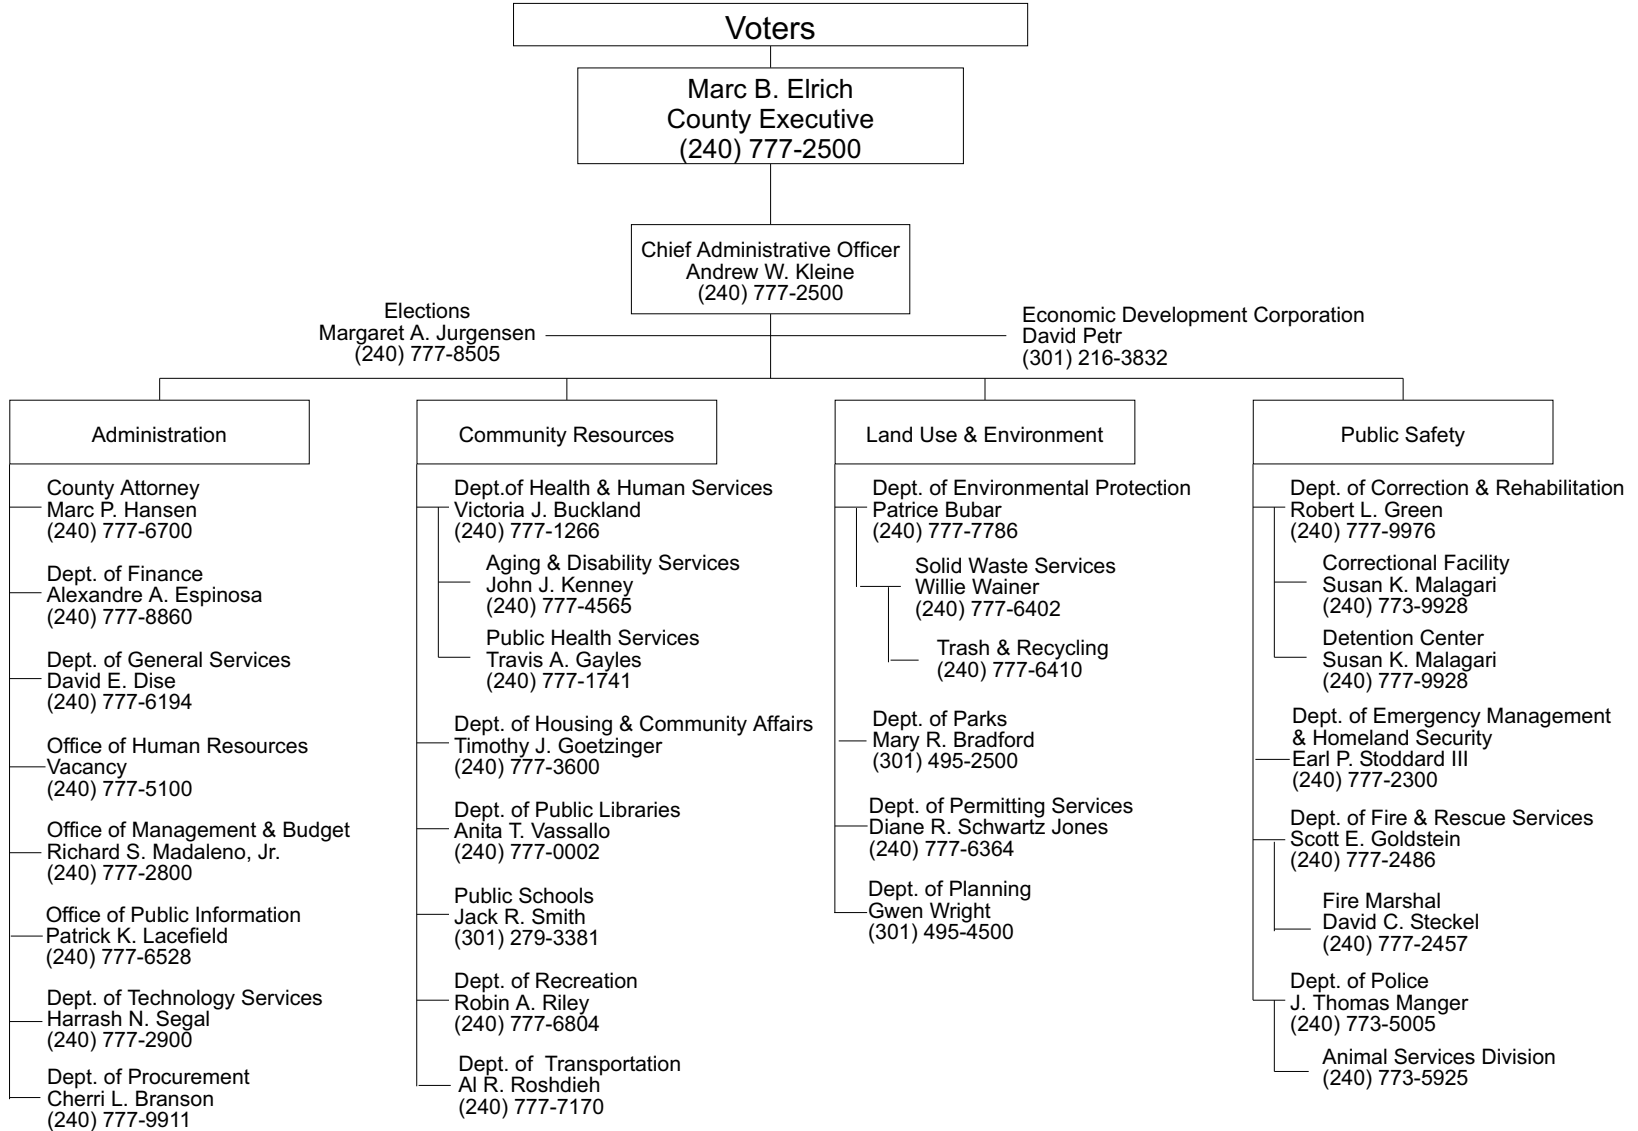 Voters
Marc B. Elrich
County Executive
(240) 777-2500
Chief Administrative Officer
Andrew W. Kleine
(240) 777-2500
Elections
Margaret A. Jurgensen
(240) 777-8505
Economic Development Corporation
David Petr
(301) 216-3832
Administration
County Attorney
Marc P. Hansen
(240) 777-6700
Dept. of Finance
Alexandre A. Espinosa
(240) 777-8860
Dept. of General Services
David E. Dise
(240) 777-6194
Office of Human Resources
Vacancy
(240) 777-5100
Office of Management & Budget
Richard S. Madaleno, Jr.
(240) 777-2800
Office of Public Information
Patrick K. Lacefield
(240) 777-6528
Dept. of Technology Services
Harrash N. Segal
(240) 777-2900
Dept. of Procurement
Cherri L. Branson
(240) 777-9911
Community Resources
Dept.of Health & Human Services
Victoria J. Buckland
(240) 777-1266
Aging & Disability Services
John J. Kenney
(240) 777-4565
Public Health Services
Travis A. Gayles
(240) 777-1741
Dept. of Housing & Community Affairs
Timothy J. Goetzinger
(240) 777-3600
Dept. of Public Libraries
Anita T. Vassallo
(240) 777-0002
Public Schools
Jack R. Smith
(301) 279-3381
Dept. of Recreation
Robin A. Riley
(240) 777-6804
Dept. of Transportation
Al R. Roshdieh
(240) 777-7170
Land Use & Environment
Dept. of Environmental Protection
Patrice Bubar
(240) 777-7786
Solid Waste Services
Willie Wainer
(240) 777-6402
Trash & Recycling
(240) 777-6410
Dept. of Parks
Mary R. Bradford
(301) 495-2500
Dept. of Permitting Services
Diane R. Schwartz Jones
(240) 777-6364
Dept. of Planning
Gwen Wright
(301) 495-4500
Public Safety
Dept. of Correction & Rehabilitation
Robert L. Green
(240) 777-9976
Correctional Facility
Susan K. Malagari
(240) 773-9928
Detention Center
Susan K. Malagari
(240) 777-9928
Dept. of Emergency Management
& Homeland Security
Earl P. Stoddard III
(240) 777-2300
Dept. of Fire & Rescue Services
Scott E. Goldstein
(240) 777-2486
Fire Marshal
David C. Steckel
(240) 777-2457
Dept. of Police
J. Thomas Manger
(240) 773-5005
Animal Services Division
(240) 773-5925